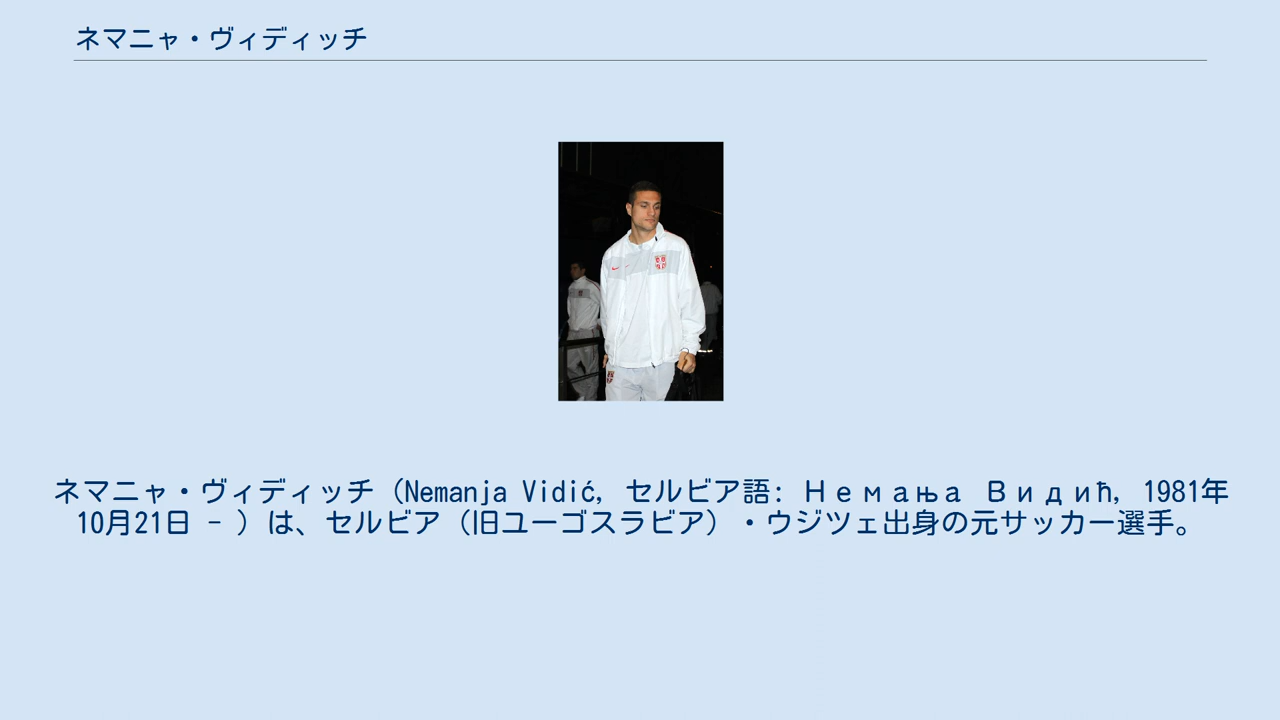 ネマニャ・ヴィディッチ
ネマニャ・ヴィディッチ（Nemanja Vidić, セルビア語: Немања Видић, 1981年
10月21日 - ）は、セルビア（旧ユーゴスラビア）・ウジツェ出身の元サッカー選手。